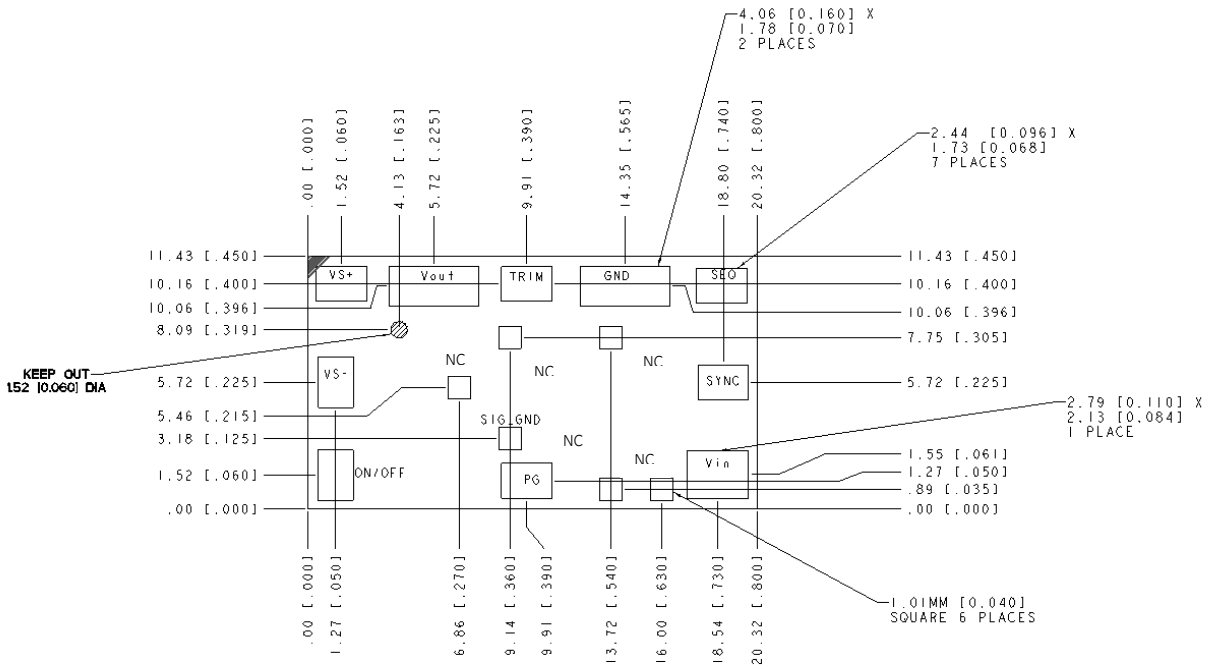 4.06 [0.160] X
1.78 [0.070]
2 PLACES
.00 [.000]
1.52 [.060]
4.13 [.163]
5.72 [.225]
9.91 [.390]
14.35 [.565]
18.80 [.740]
20.32 [.800]
2.44 [0.096] X
1.73 [0.068]
7 PLACES
11.43 [.450]
11.43 [.450]
VS+
Vout
TRIM
GND
SEQ
10.16 [.400]
10.16 [.400]
10.06 [.396]
10.06 [.396]
8.09 [.319]
7.75 [.305]
KEEP OUT
1.52 [0.060] DIA
NC
NC
NC
VS-
SYNC
5.72 [.225]
5.72 [.225]
5.46 [.215]
2.79 [0.110] X
2.13 [0.084]
1 PLACE
SIG_GND
3.18 [.125]
NC
NC
Vin
1.55 [.061]
1.52 [.060]
ON/OFF
PG
1.27 [.050]
.89 [.035]
.00 [.000]
.00 [.000]
.00 [.000]
1.27 [.050]
6.86 [.270]
9.14 [.360]
9.91 [.390]
13.72 [.540]
16.00 [.630]
18.54 [.730]
20.32 [.800]
1.01MM [0.040]
SQUARE 6 PLACES